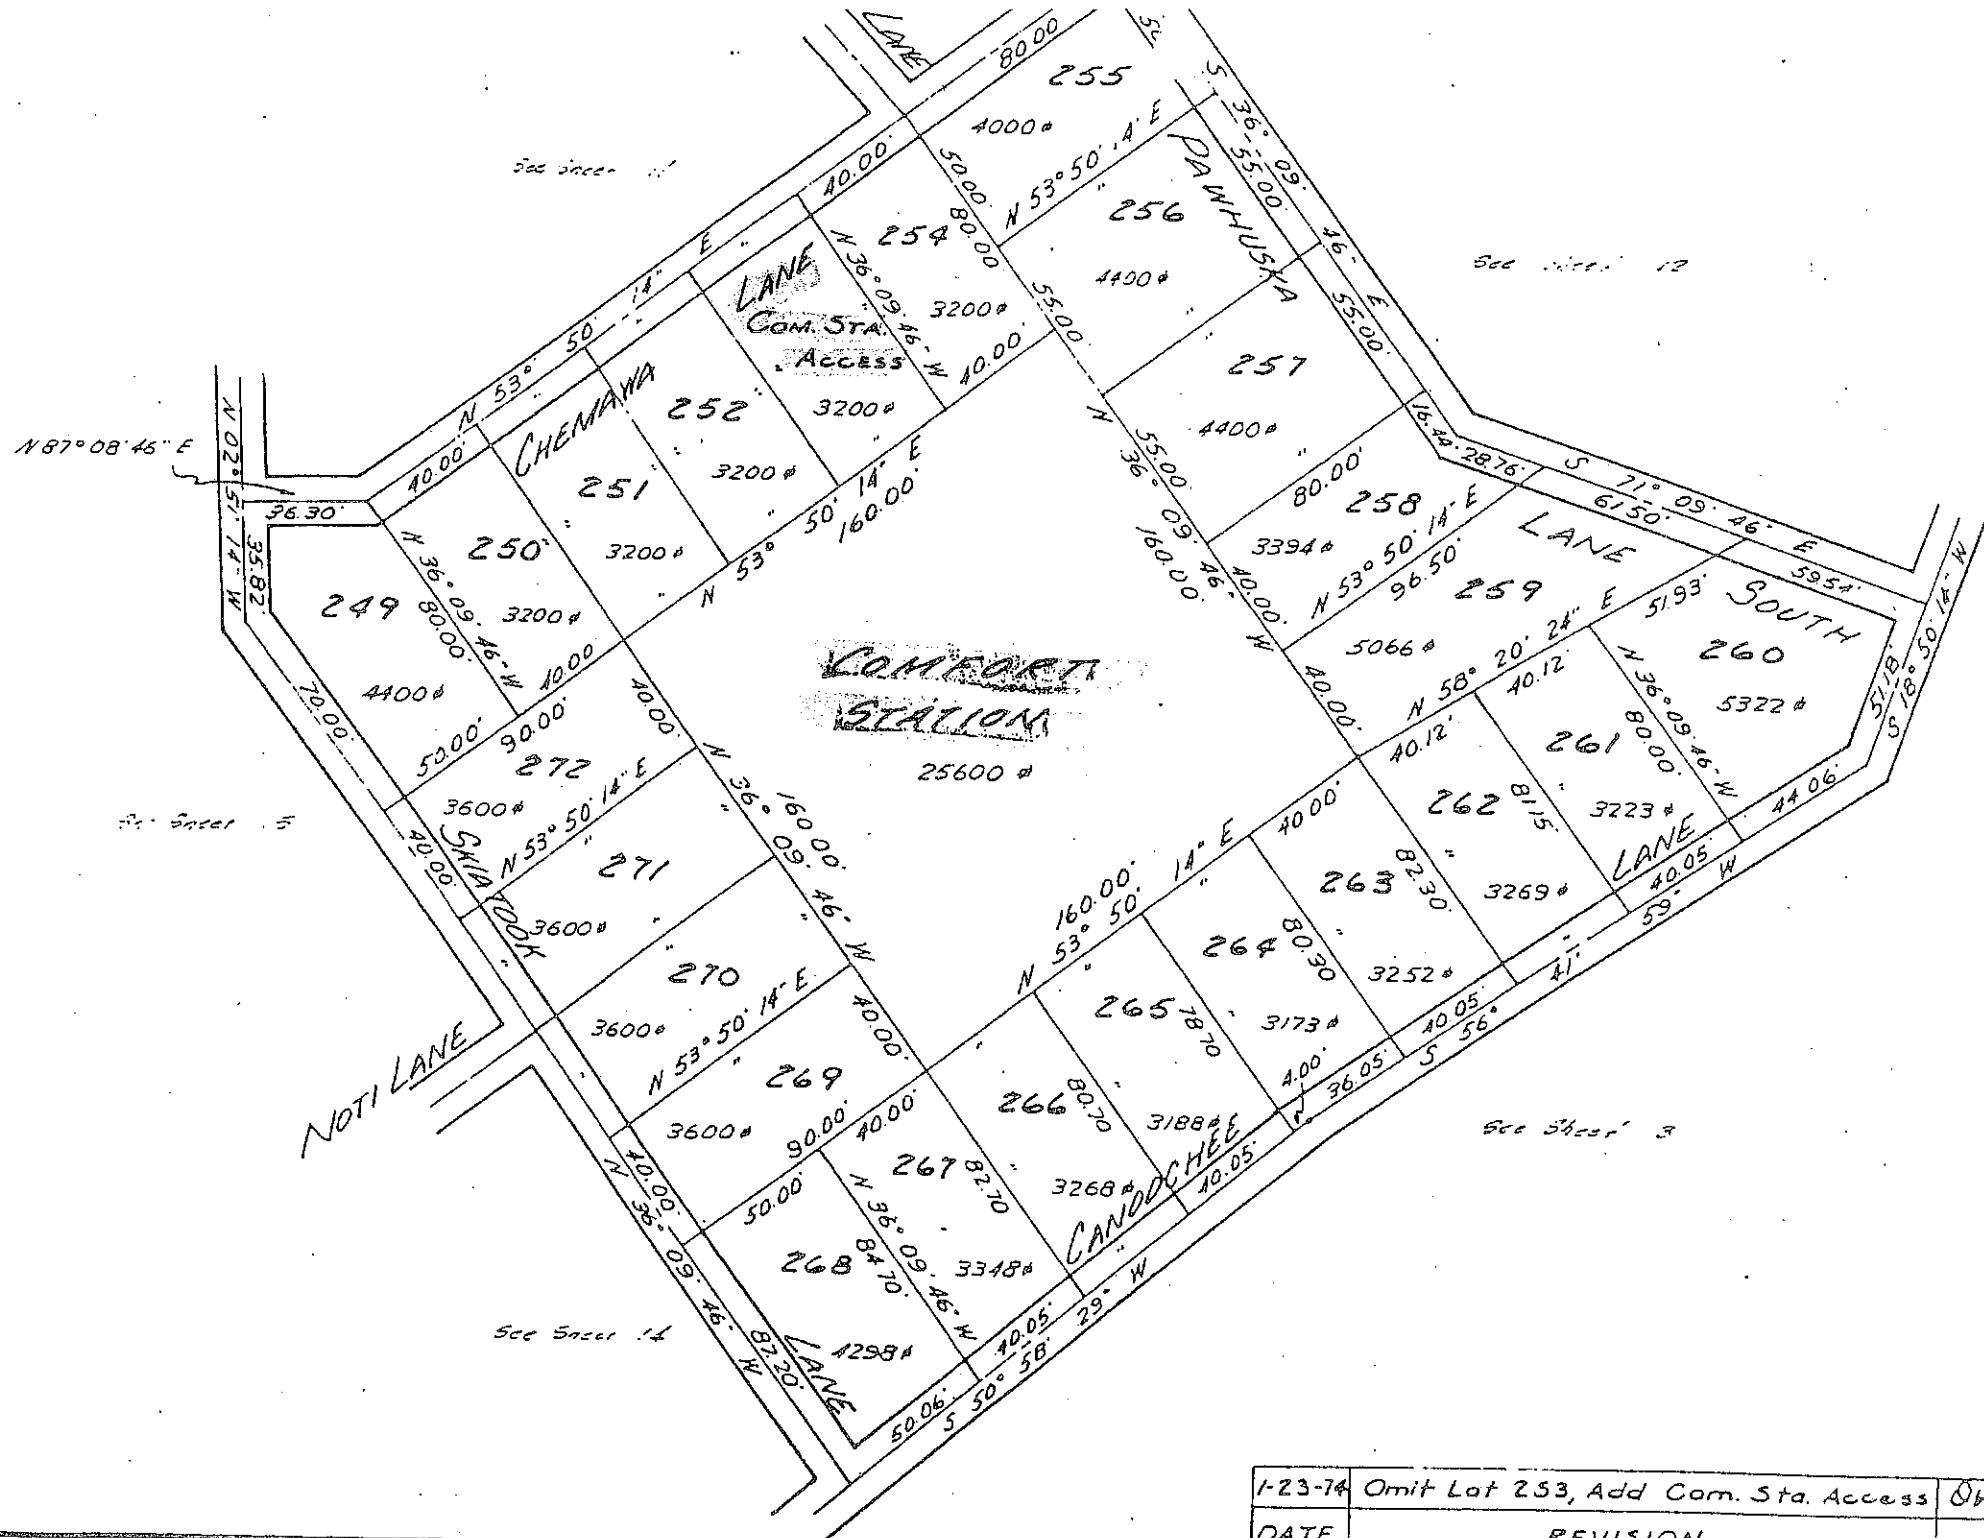 LANE
80.00
255
4000⌀
S 36° 09' 46" E
55.00'
40.00'
50.00'
N 53° 50' 14" E
PAWHUSKA
256
4400⌀
254
80.00
3200⌀
N 36° 09' 46" W
40.00'
55.00'
LANE
COM. STA.
ACCESS
3200⌀
N 53° 50' 14" E
257
4400⌀
55.00'
CHEMAWA
252
3200⌀
251
3200⌀
N 87° 08' 46" E
N 02° 51' 14" W
36.30'
35.82'
40.00'
250
3200⌀
N 36° 09' 46" W
80.00'
249
4400⌀
70.00'
50.00'
40.00
90.00'
N 53° 50' 14" E
160.00'
55.00'
N 36° 09' 46" W
160.00'
16.44'
28.76'
80.00'
258
3394⌀
40.00'
N 53° 50' 14" E
96.50'
S 71° 09' 46" E
61.50'
LANE
259
5066⌀
59.54'
SOUTH
N 58° 20' 24" E
51.93'
260
5322⌀
51.18'
S 18° 50' 14" W
COMFORT
STATION
25600⌀
40.00'
N 36° 09' 46" W
160.00'
272
3600⌀
N 53° 50' 14" E
271
3600⌀
40.00'
SKIATOOK
270
3600⌀
N 53° 50' 14" E
269
3600⌀
40.00'
NOTI LANE
40.00'
40.12'
40.12'
N 36° 09' 46" W
80.00'
261
3223⌀
81.15'
262
3269⌀
82.30'
263
3252⌀
80.30
264
3173⌀
78.70
265
3188⌀
80.70
266
3268⌀
82.70
267
3348⌀
N 36° 09' 46" W
84.70'
268
4298⌀
40.00'
160.00'
N 53° 50' 14" E
40.00'
90.00'
50.00'
40.00'
N 36° 09' 46" W
87.20'
LANE
CANOOCHEE
LANE
44.06'
40.05'
S 56° 41' 59" W
40.05'
36.05'
4.00'
40.05'
40.05'
50.06'
S 50° 58' 29" W
See Sheet 12
See Sheet 3
See Sheet 14
1-23-74 Omit Lot 253, Add Com. Sta. Access
DATE REVISION